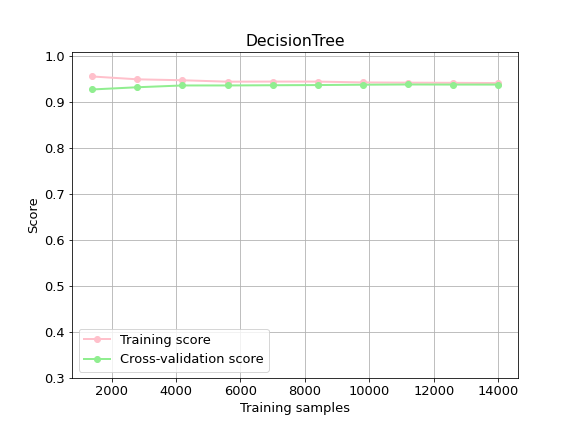 DecisionTree
1.0
0.9
0.8
0.7
0.6
0.5
0.4
0.3
Score
Training score
Cross-validation score
2000 4000 6000 8000 10000 12000 14000
Training samples